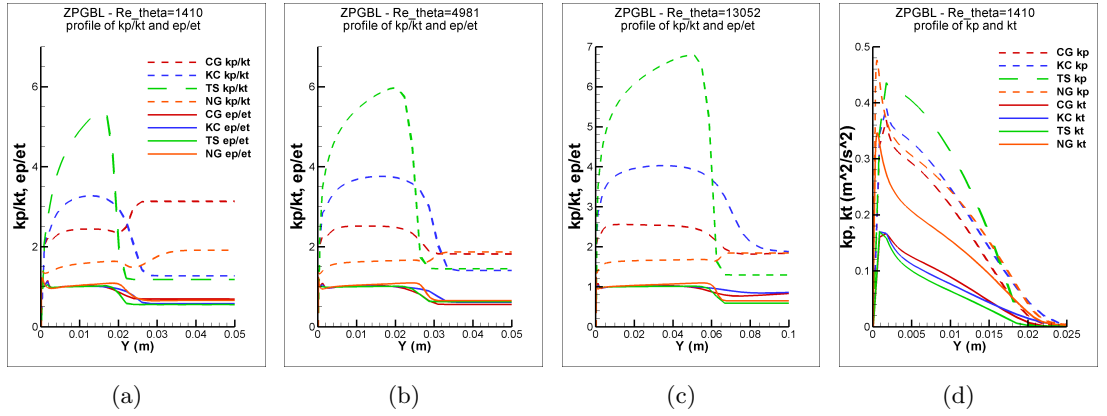 ZPGBL - Re_theta=1410
profile of kp/kt and ep/et
kp/kt, ep/et
6
4
2
0
CG kp/kt
KC kp/kt
TS kp/kt
NG kp/kt
CG ep/et
KC ep/et
TS ep/et
NG ep/et
0 0.01 0.02 0.03 0.04 0.05
Y (m)
(a)
ZPGBL - Re_theta=4981
profile of kp/kt and ep/et
kp/kt, ep/et
6
4
2
0
0 0.01 0.02 0.03 0.04 0.05
Y (m)
(b)
ZPGBL - Re_theta=13052
profile of kp/kt and ep/et
kp/kt, ep/et
7
6
5
4
3
2
1
0
0 0.02 0.04 0.06 0.08 0.1
Y (m)
(c)
ZPGBL - Re_theta=1410
profile of kp and kt
kp, kt (m^2/s^2)
0.5
0.4
0.3
0.2
0.1
0
CG kp
KC kp
TS kp
NG kp
CG kt
KC kt
TS kt
NG kt
0 0.005 0.01 0.015 0.02 0.025
Y (m)
(d)